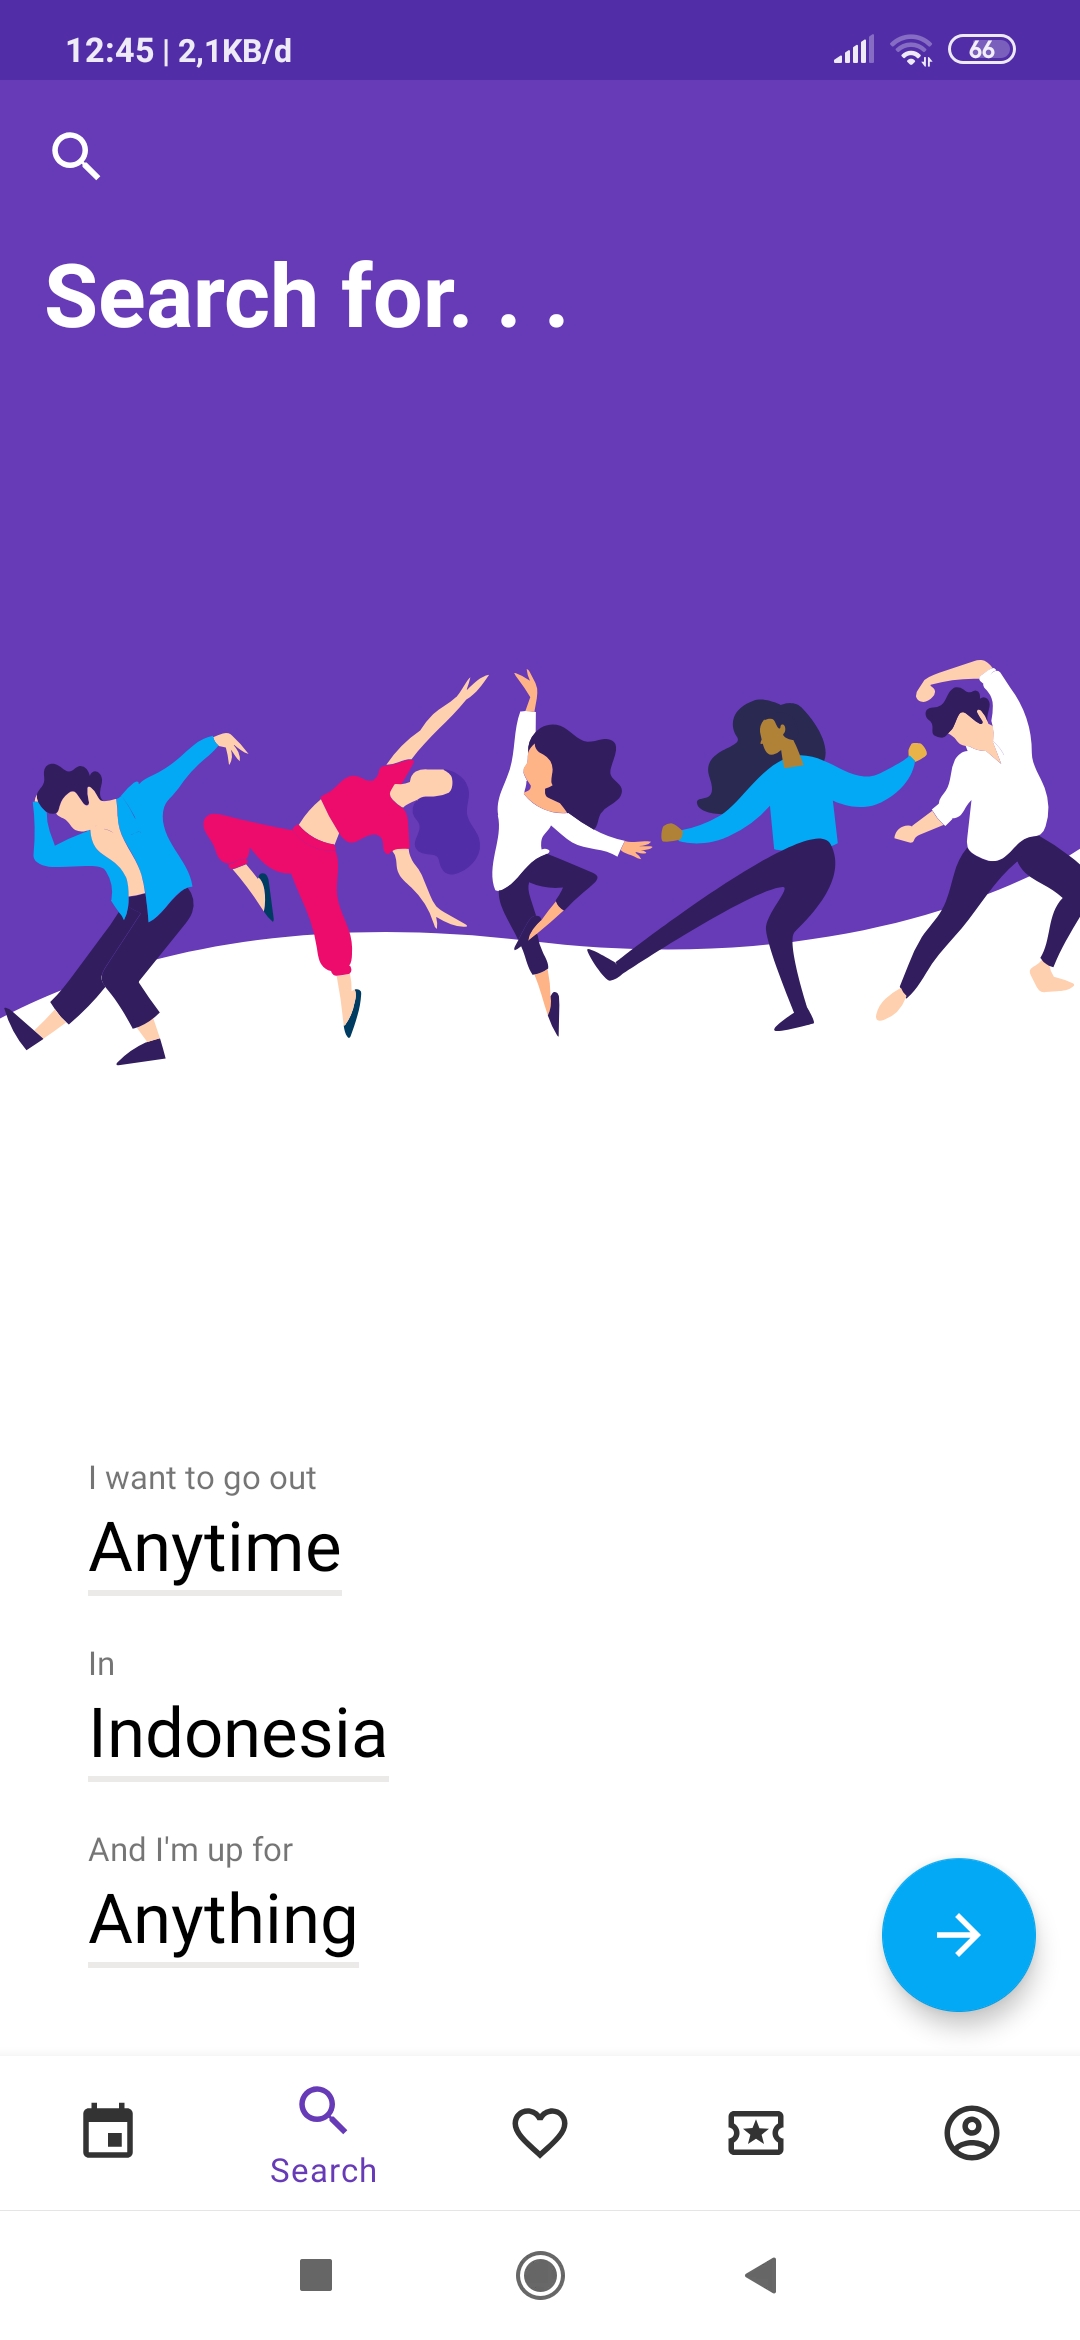 12:45 | 2,1KB/d
66
Search for. . .
I want to go out
Anytime
In
Indonesia
And I'm up for
Anything
Search